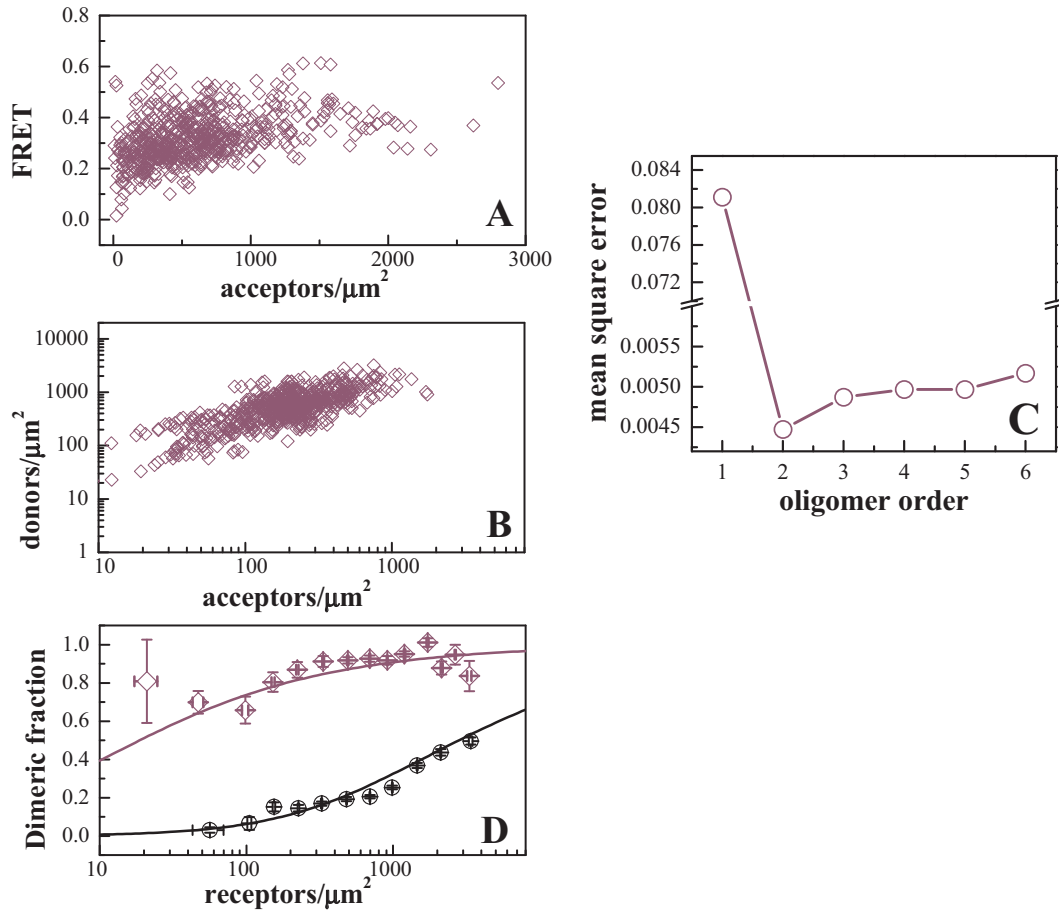 0.8
0.6
0.4
0.2
0.0
FRET
A
0 1000 2000 3000
acceptors/μm²
10000
1000
100
10
1
donors/μm²
B
10 100 1000
acceptors/μm²
0.084
0.080
0.076
0.072
0.0055
0.0050
0.0045
mean square error
C
1 2 3 4 5 6
oligomer order
1.0
0.8
0.6
0.4
0.2
0.0
Dimeric fraction
D
10 100 1000
receptors/μm²